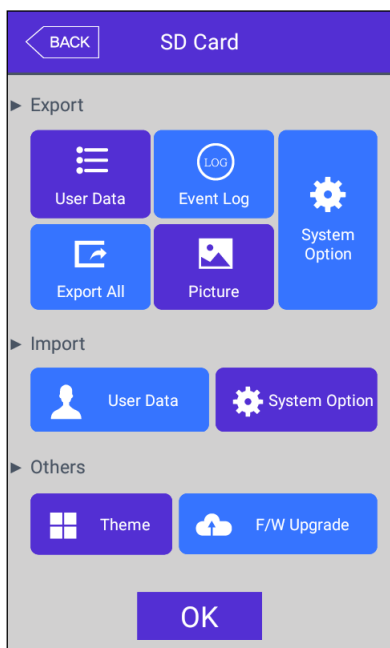 BACK
SD Card
Export
User Data
LOG
Event Log
System
Option
Export All
Picture
Import
User Data
System Option
Others
Theme
F/W Upgrade
OK